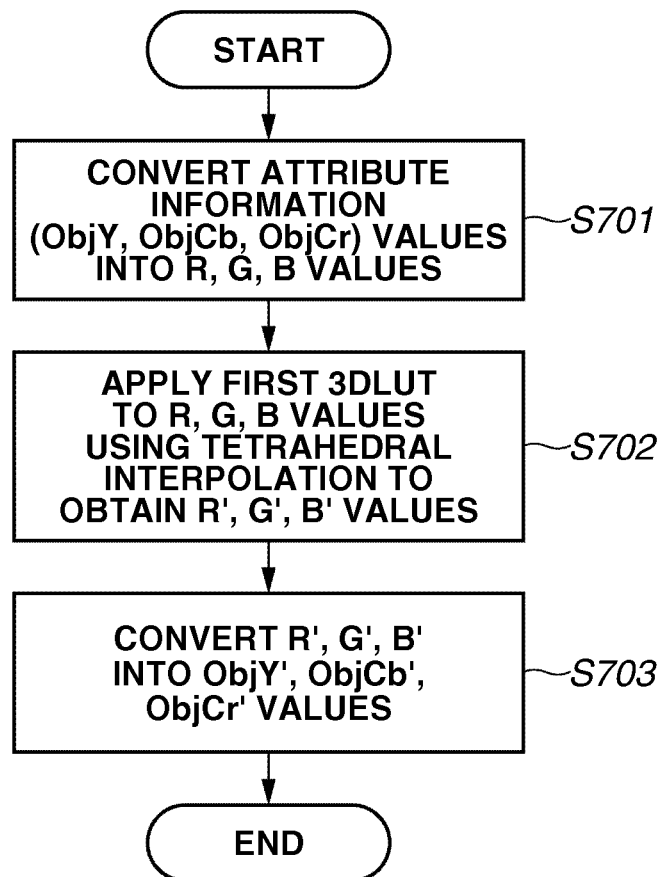 START
CONVERT ATTRIBUTE
INFORMATION
(ObjY, ObjCb, ObjCr) VALUES
INTO R, G, B VALUES
S701
APPLY FIRST 3DLUT
TO R, G, B VALUES
USING TETRAHEDRAL
INTERPOLATION TO
OBTAIN R', G', B' VALUES
S702
CONVERT R', G', B'
INTO ObjY', ObjCb',
ObjCr' VALUES
S703
END